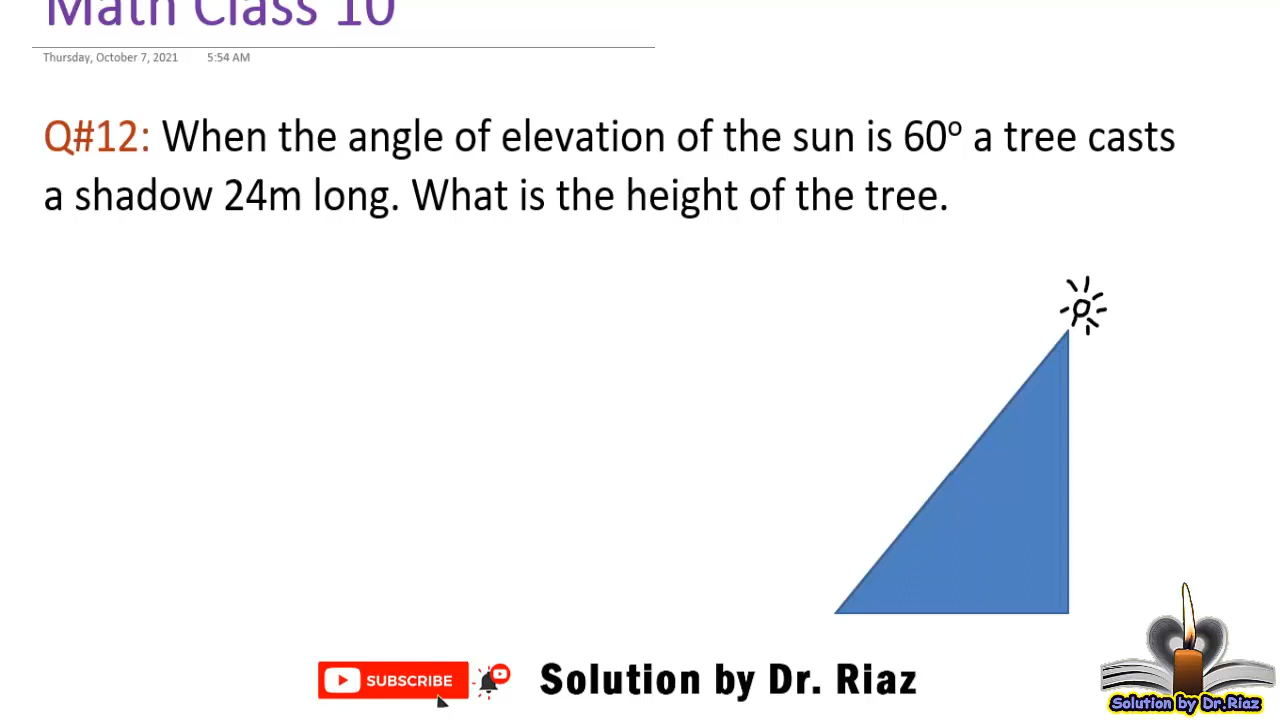 Math Class 10
Thursday, October 7, 2021 5:54 AM
Q#12: When the angle of elevation of the sun is 60º a tree casts
a shadow 24m long. What is the height of the tree.
SUBSCRIBE
Solution by Dr. Riaz
Solution by Dr.Riaz